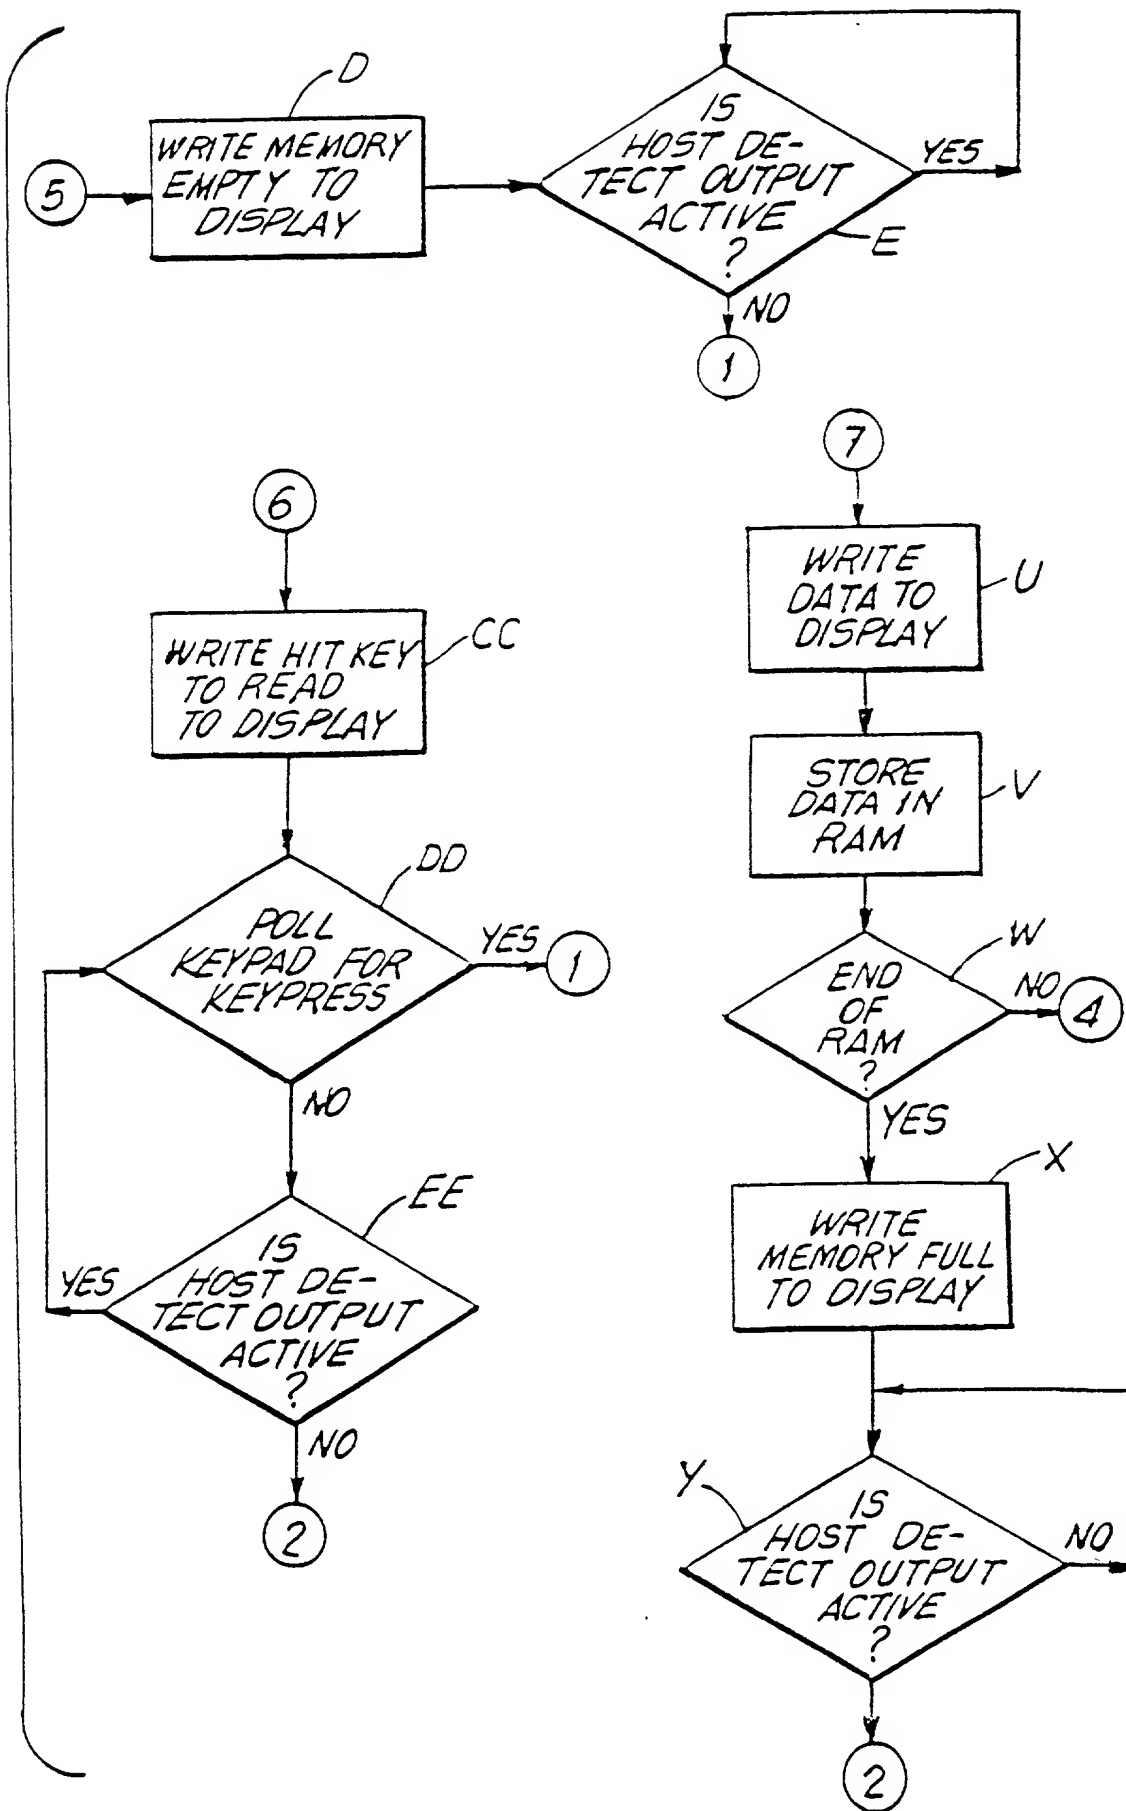 D
WRITE MEMORY
EMPTY TO
DISPLAY
5
IS
HOST DE-
TECT OUTPUT
ACTIVE
?
YES
E
NO
1
6
WRITE HIT KEY
TO READ
TO DISPLAY
CC
DD
POLL
KEYPAD FOR
KEYPRESS
YES
1
NO
EE
IS
HOST DE-
TECT OUTPUT
ACTIVE
?
YES
NO
2
7
WRITE
DATA TO
DISPLAY
U
STORE
DATA IN
RAM
V
W
END
OF
RAM
?
NO
4
YES
X
WRITE
MEMORY FULL
TO DISPLAY
Y
IS
HOST DE-
TECT OUTPUT
ACTIVE
?
NO
2